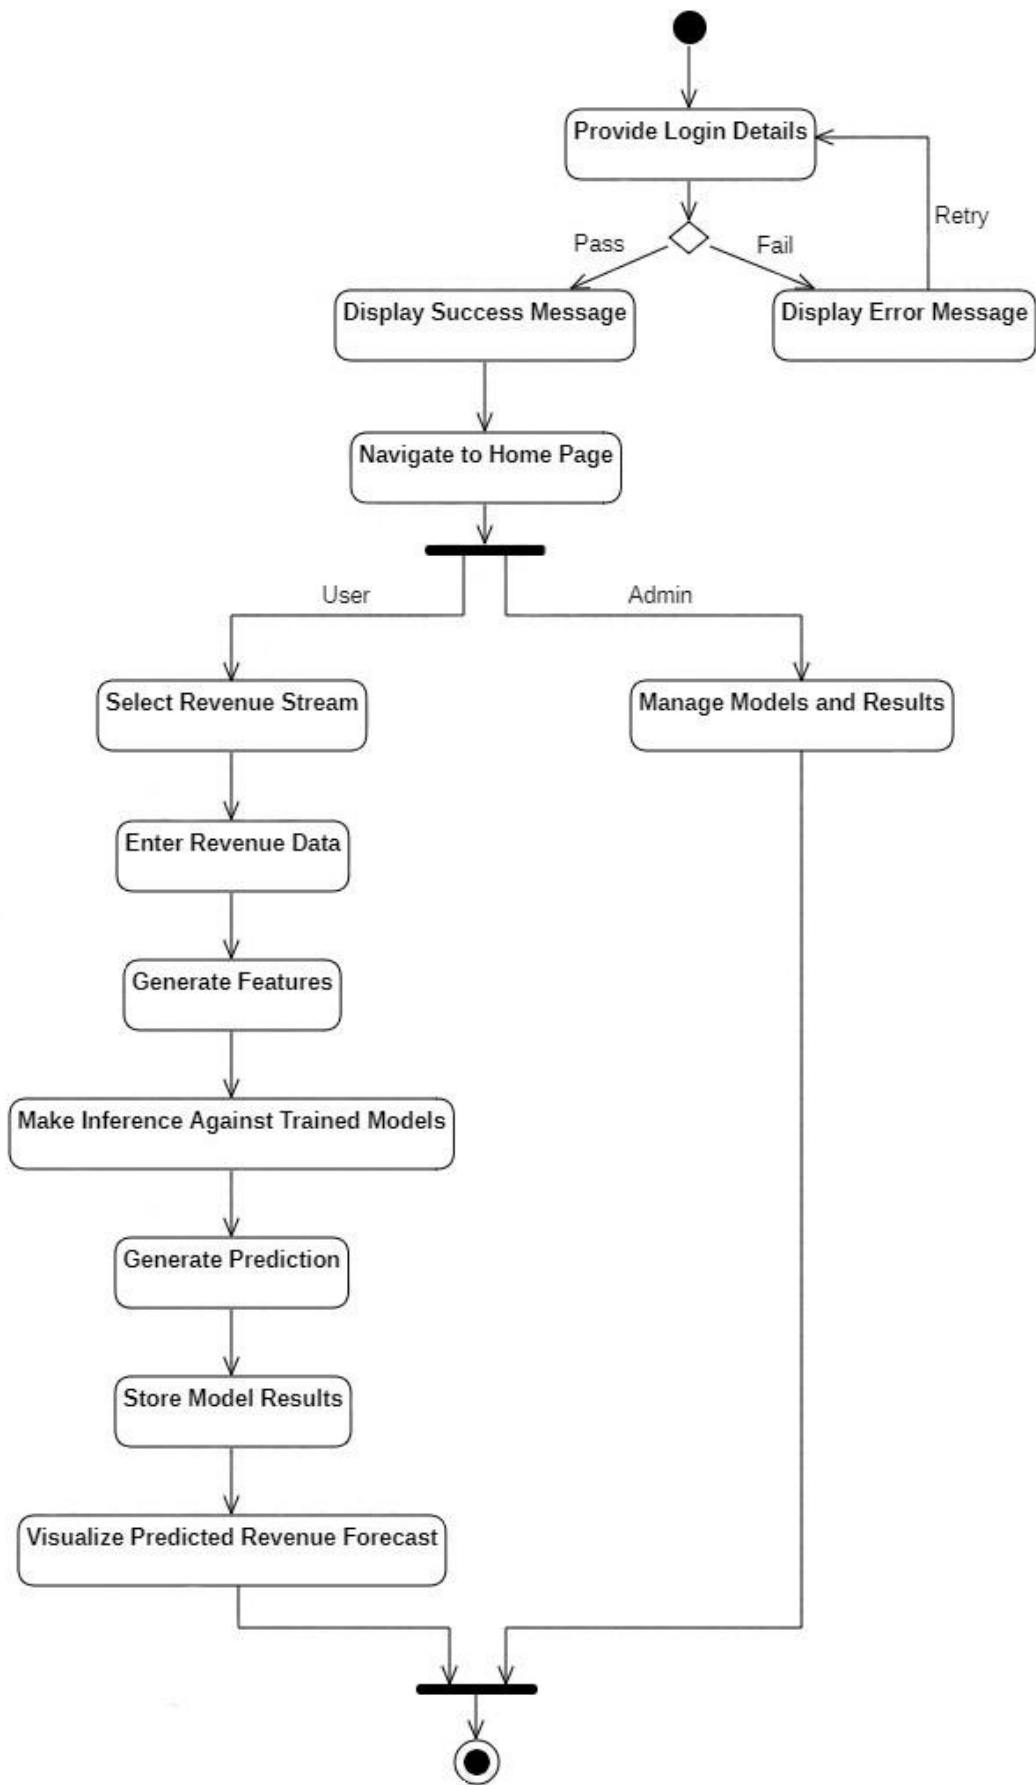 Provide Login Details
Retry
Pass
Fail
Display Success Message
Display Error Message
Navigate to Home Page
User
Admin
Select Revenue Stream
Manage Models and Results
Enter Revenue Data
Generate Features
Make Inference Against Trained Models
Generate Prediction
Store Model Results
Visualize Predicted Revenue Forecast